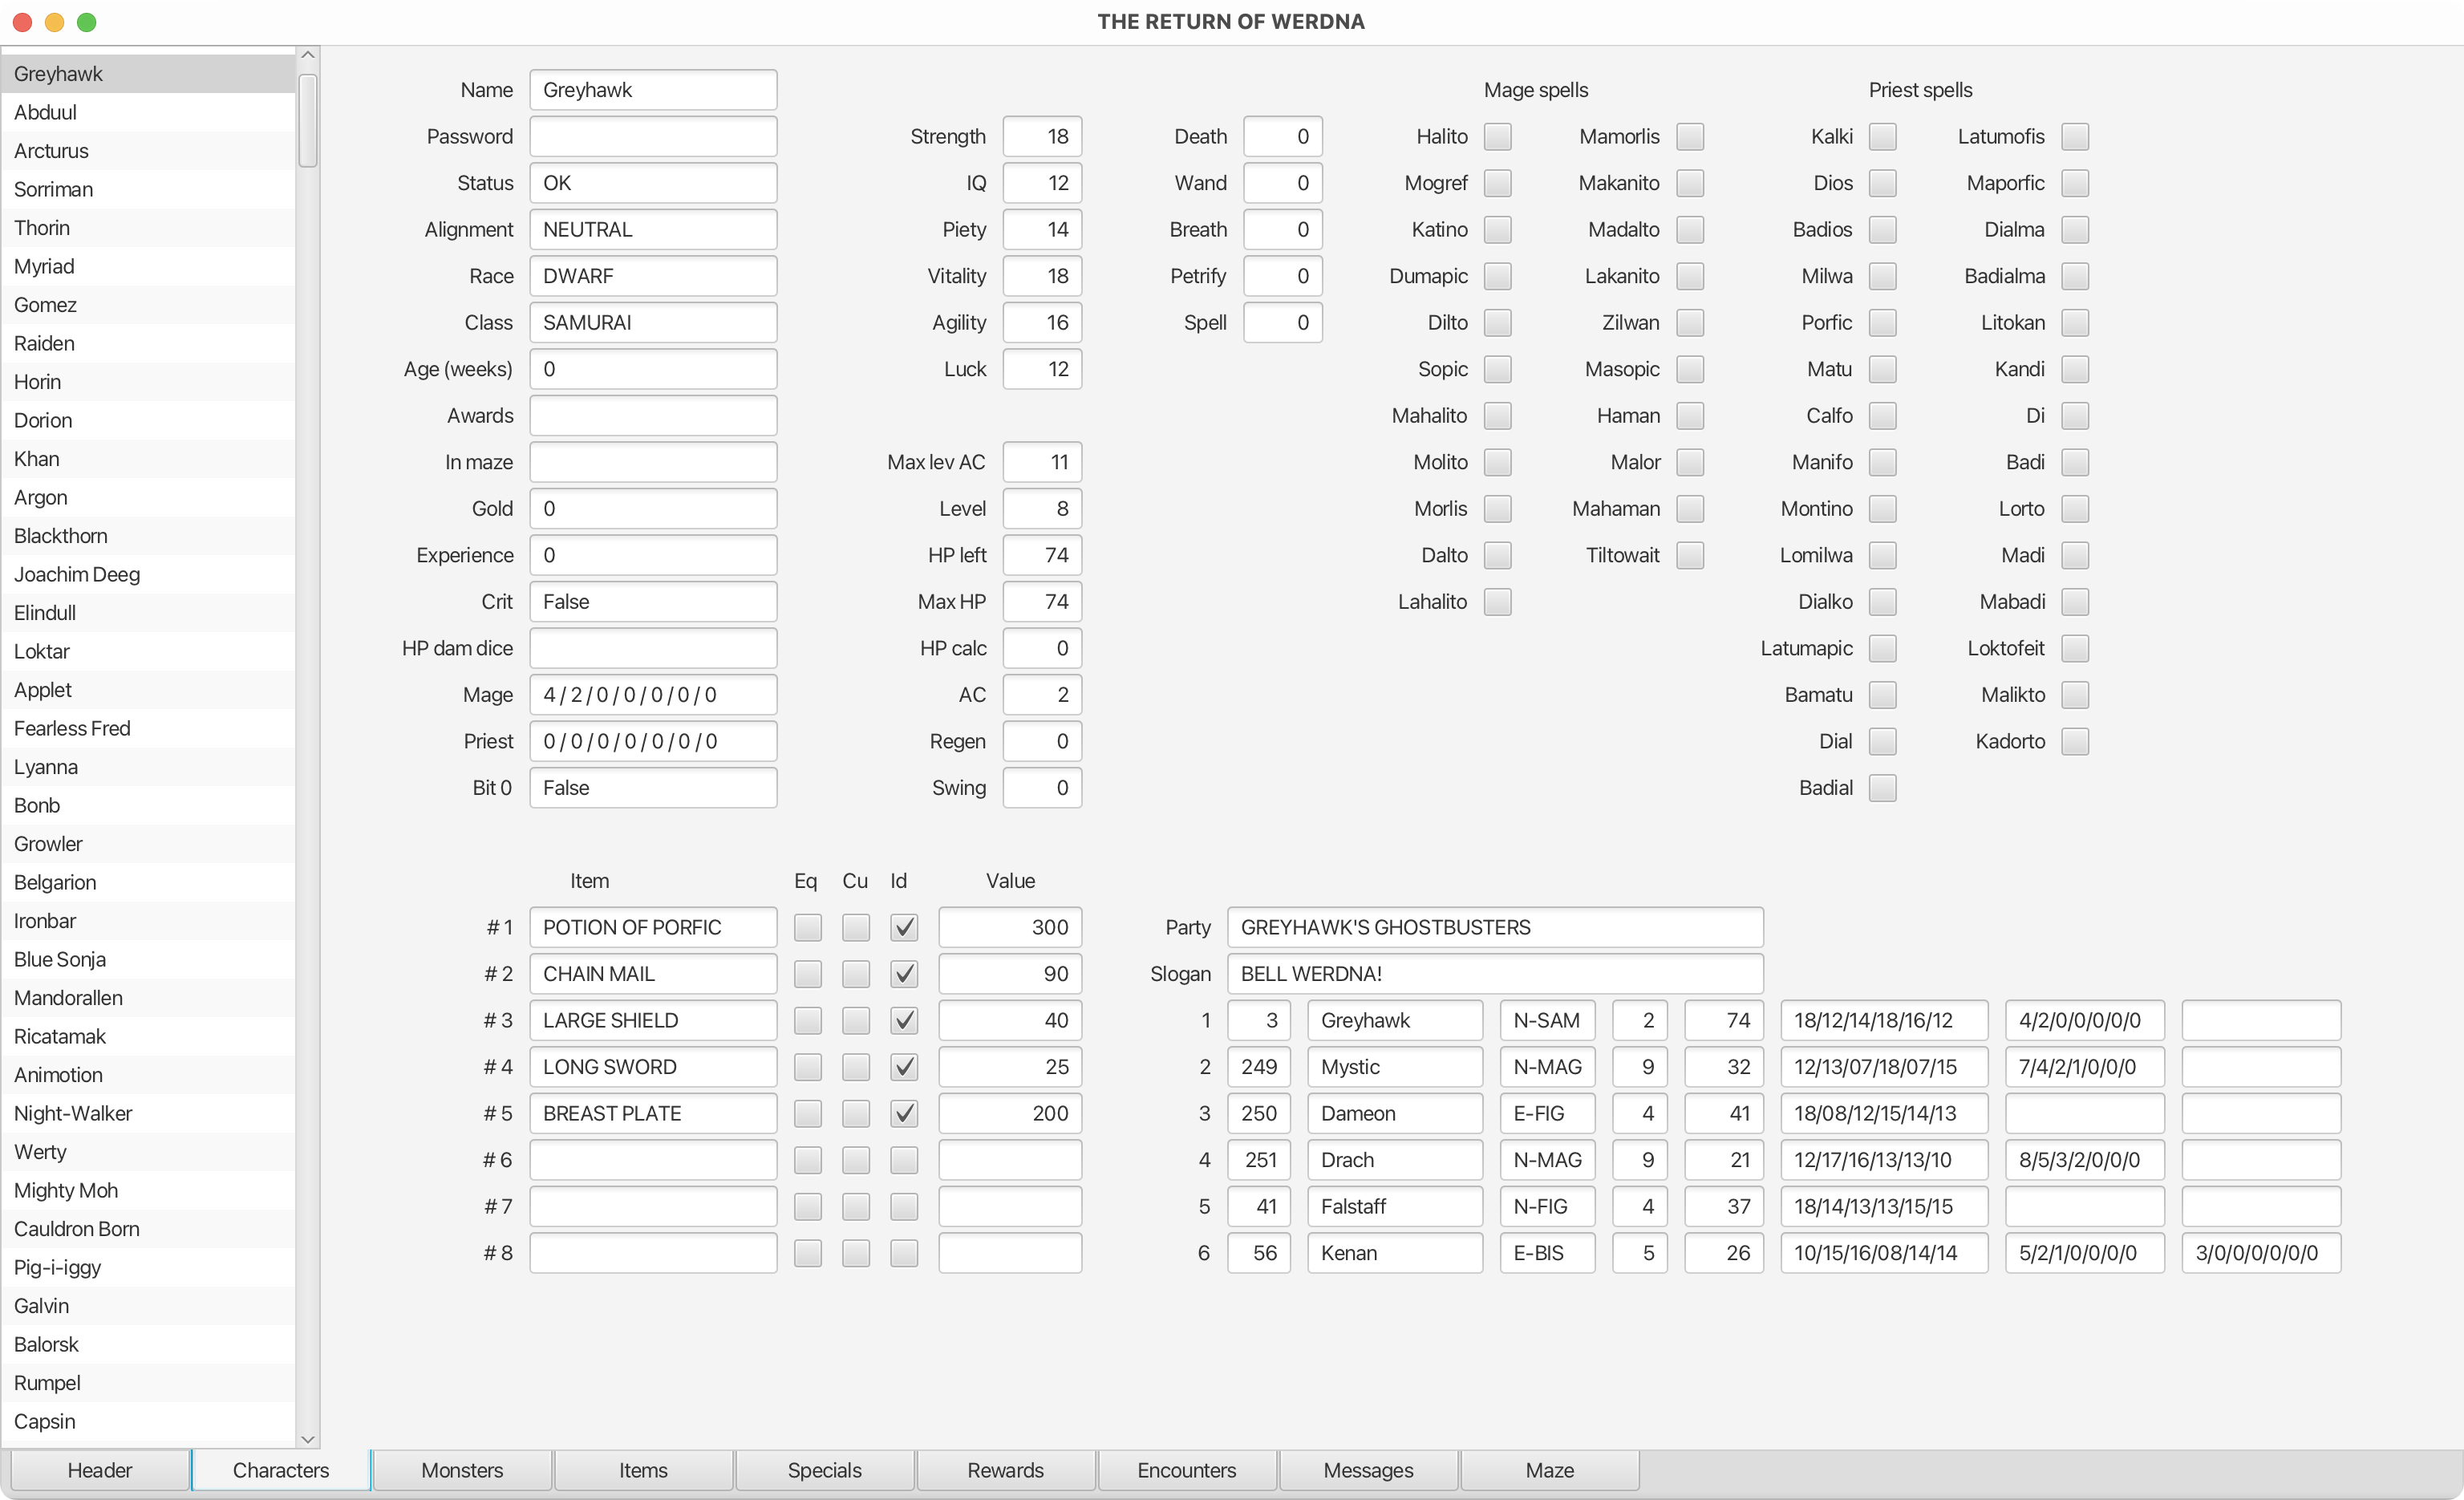 THE RETURN OF WERDNA
Greyhawk
Abduul
Arcturus
Sorriman
Thorin
Myriad
Gomez
Raiden
Horin
Dorion
Khan
Argon
Blackthorn
Joachim Deeg
Elindull
Loktar
Applet
Fearless Fred
Lyanna
Bonb
Growler
Belgarion
Ironbar
Blue Sonja
Mandorallen
Ricatamak
Animotion
Night-Walker
Werty
Mighty Moh
Cauldron Born
Pig-i-iggy
Galvin
Balorsk
Rumpel
Capsin
Name Greyhawk
Password
Status OK
Alignment NEUTRAL
Race DWARF
Class SAMURAI
Age (weeks) 0
Awards
In maze
Gold 0
Experience 0
Crit False
HP dam dice
Mage 4 / 2 / 0 / 0 / 0 / 0 / 0
Priest 0 / 0 / 0 / 0 / 0 / 0 / 0
Bit 0 False
Strength 18
IQ 12
Piety 14
Vitality 18
Agility 16
Luck 12
Max lev AC 11
Level 8
HP left 74
Max HP 74
HP calc 0
AC 2
Regen 0
Swing 0
Death 0
Wand 0
Breath 0
Petrify 0
Spell 0
Mage spells
Halito Mamorlis
Mogref Makanito
Katino Madalto
Dumapic Lakanito
Dilto Zilwan
Sopic Masopic
Mahalito Haman
Molito Malor
Morlis Mahaman
Dalto Tiltowait
Lahalito
Priest spells
Kalki Latumofis
Dios Maporfic
Badios Dialma
Milwa Badialma
Porfic Litokan
Matu Kandi
Calfo Di
Manifo Badi
Montino Lorto
Lomilwa Madi
Dialko Mabadi
Latumapic Loktofeit
Bamatu Malikto
Dial Kadorto
Badial
Item Eq Cu Id Value
# 1 POTION OF PORFIC 300
# 2 CHAIN MAIL 90
# 3 LARGE SHIELD 40
# 4 LONG SWORD 25
# 5 BREAST PLATE 200
# 6
# 7
# 8
Party GREYHAWK'S GHOSTBUSTERS
Slogan BELL WERDNA!
1 3 Greyhawk N-SAM 2 74 18/12/14/18/16/12 4/2/0/0/0/0/0
2 249 Mystic N-MAG 9 32 12/13/07/18/07/15 7/4/2/1/0/0/0
3 250 Dameon E-FIG 4 41 18/08/12/15/14/13
4 251 Drach N-MAG 9 21 12/17/16/13/13/10 8/5/3/2/0/0/0
5 41 Falstaff N-FIG 4 37 18/14/13/13/15/15
6 56 Kenan E-BIS 5 26 10/15/16/08/14/14 5/2/1/0/0/0/0 3/0/0/0/0/0/0
Header Characters Monsters Items Specials Rewards Encounters Messages Maze